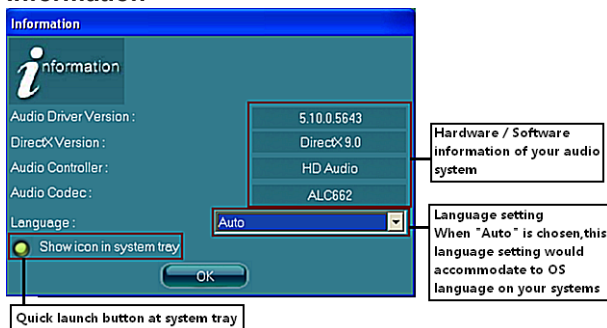 Information
Information
nformation
Audio Driver Version :
5.10.0.5643
DirectX Version :
DirectX 9.0
Audio Controller :
HD Audio
Audio Codec :
ALC662
Language :
Auto
Show icon in system tray
OK
Hardware / Software
information of your audio
system
Language setting
When "Auto" is chosen,this
language setting would
accommodate to OS
language on your systems
Quick launch button at system tray